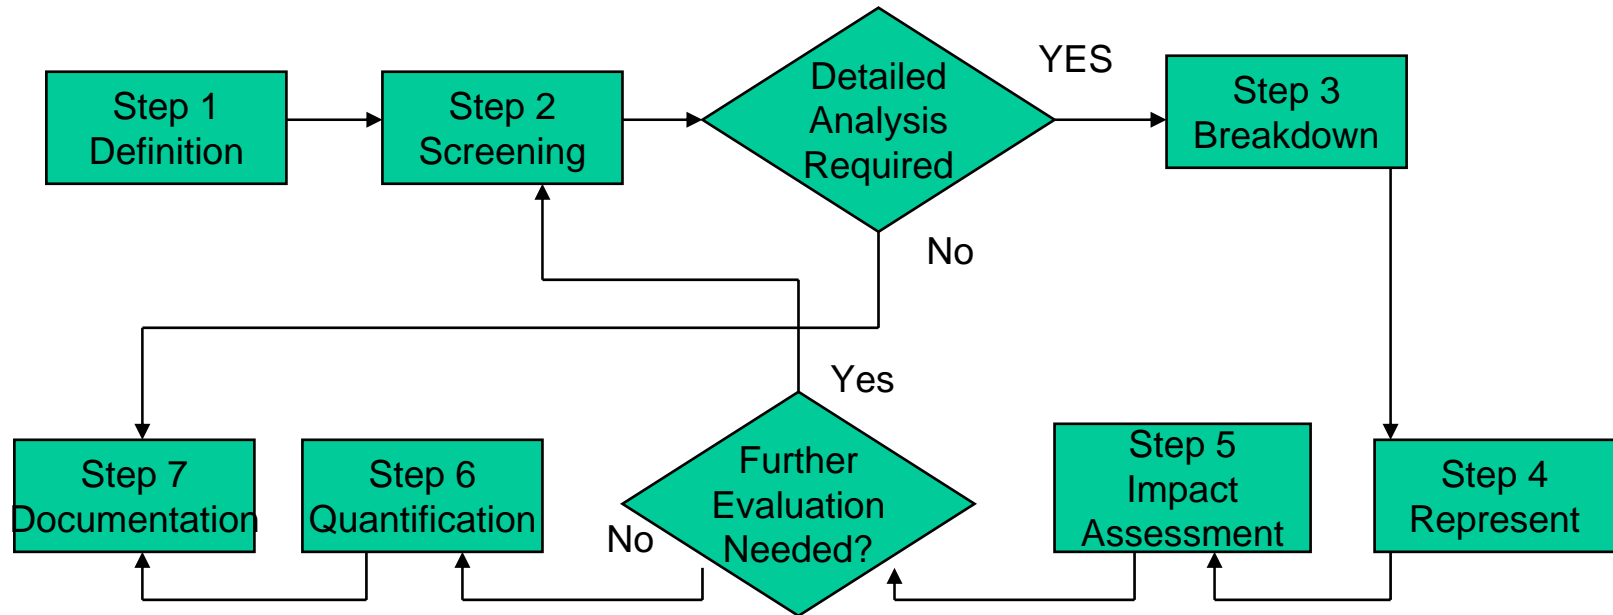 Step 1
Definition
Step 2
Screening
Detailed
Analysis
Required
YES
Step 3
Breakdown
No
Yes
Step 7
Documentation
Step 6
Quantification
No
Further
Evaluation
Needed?
Step 5
Impact
Assessment
Step 4
Represent